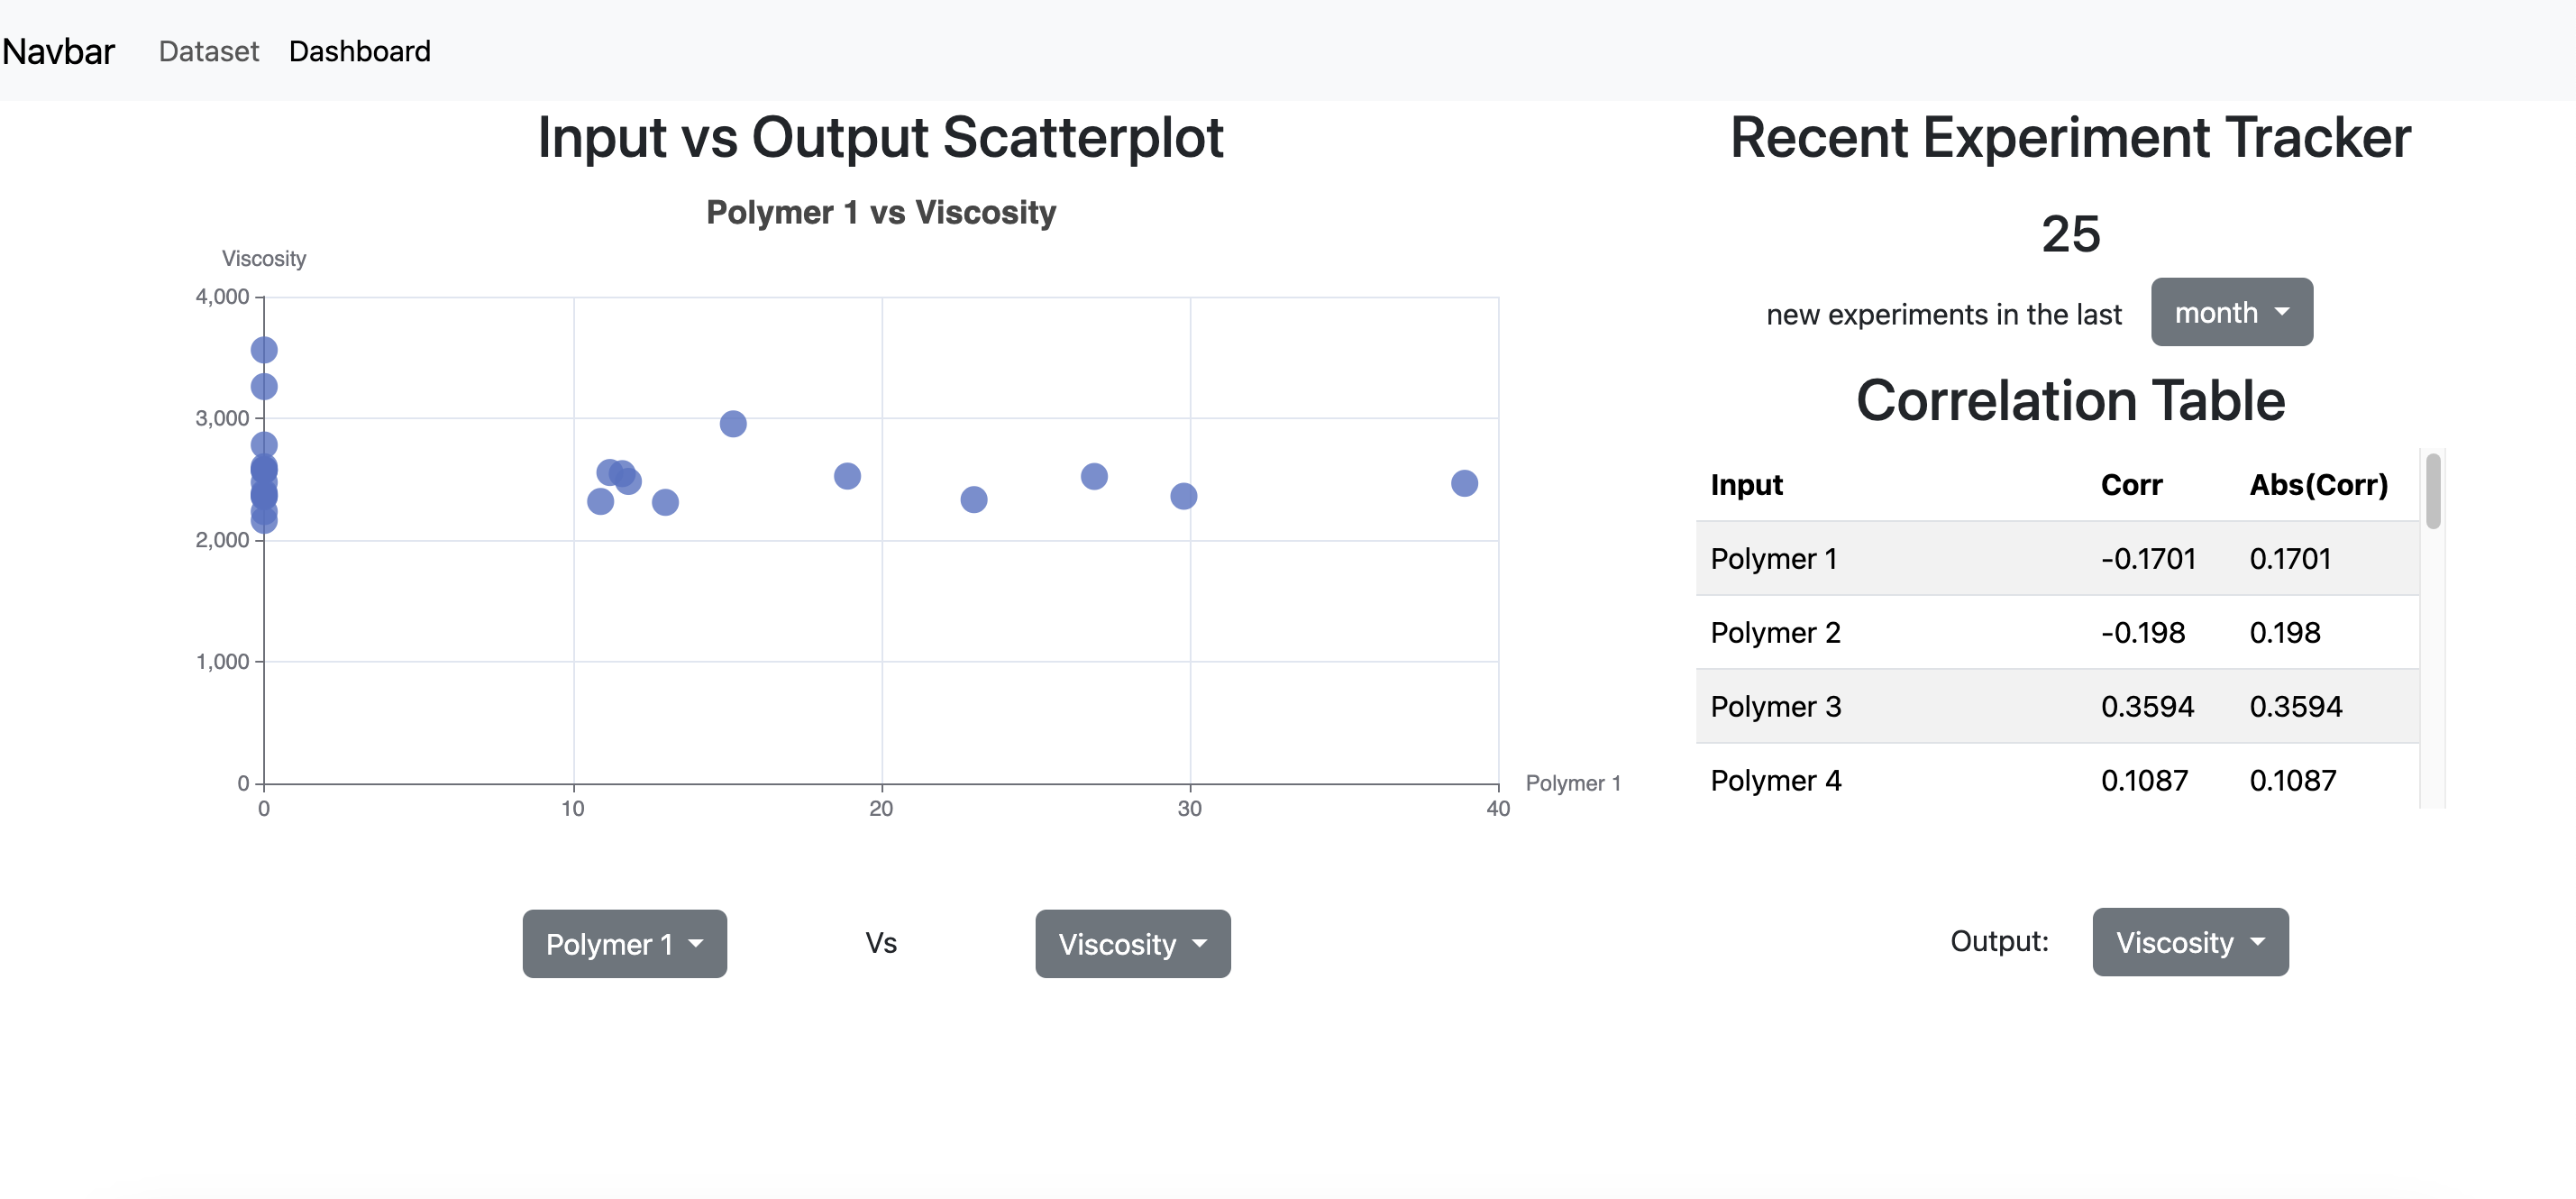 Navbar Dataset Dashboard
Input vs Output Scatterplot
Polymer 1 vs Viscosity
Viscosity
4,000
3,000
2,000
1,000
0
0 10 20 30 40
Polymer 1
Polymer 1 Vs Viscosity
Recent Experiment Tracker
25
new experiments in the last month
Correlation Table
Input Corr Abs(Corr)
Polymer 1 -0.1701 0.1701
Polymer 2 -0.198 0.198
Polymer 3 0.3594 0.3594
Polymer 4 0.1087 0.1087
Output: Viscosity